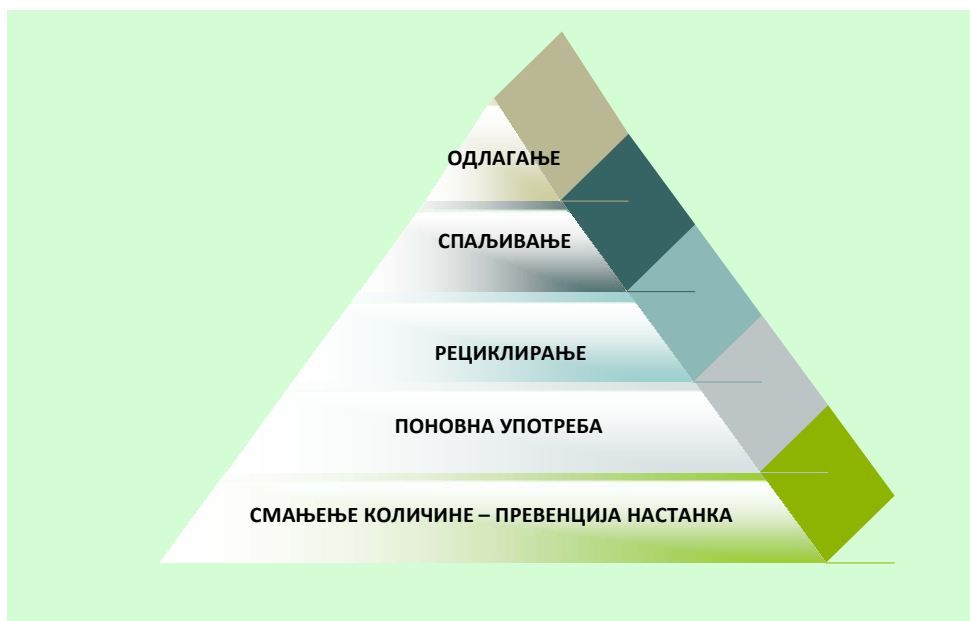 ОДЛАГАЊЕ
СПАЉИВАЊЕ
РЕЦИКЛИРАЊЕ
ПОНОВНА УПОТРЕБА
СМАЊЕЊЕ КОЛИЧИНЕ – ПРЕВЕНЦИЈА НАСТАНКА